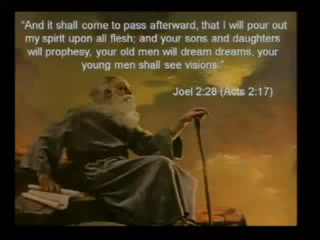 “And it shall come to pass afterward, that I will pour out
my spirit upon all flesh; and your sons and daughters
will prophesy, your old men will dream dreams. your
young men shall see visions:”
Joel 2:28 (Acts 2:17)